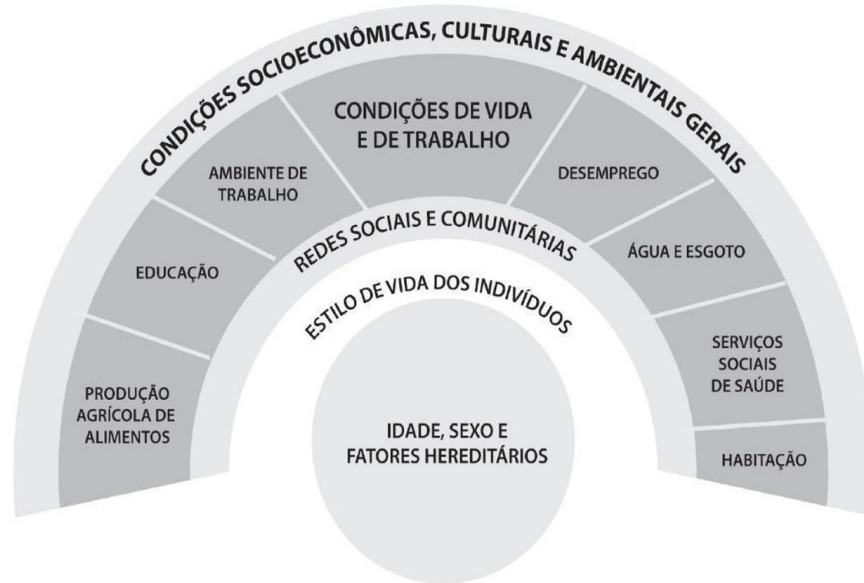 CONDIÇÕES SOCIOECONÔMICAS, CULTURAIS E AMBIENTAIS GERAIS
CONDIÇÕES DE VIDA
E DE TRABALHO
AMBIENTE DE
TRABALHO
DESEMPREGO
REDES SOCIAIS E COMUNITÁRIAS
EDUCAÇÃO
ÁGUA E ESGOTO
ESTILO DE VIDA DOS INDIVÍDUOS
SERVIÇOS
SOCIAIS
DE SAÚDE
PRODUÇÃO
AGRÍCOLA DE
ALIMENTOS
IDADE, SEXO E
FATORES HEREDITÁRIOS
HABITAÇÃO